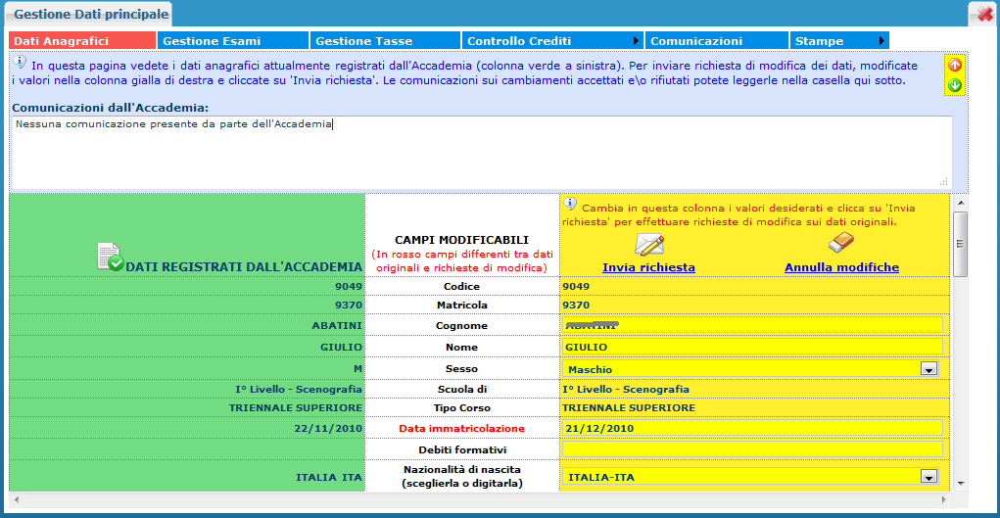 Gestione Dati principale
Dati Anagrafici Gestione Esami Gestione Tasse Controllo Crediti Comunicazioni Stampe
In questa pagina vedete i dati anagrafici attualmente registrati dall'Accademia (colonna verde a sinistra). Per inviare richiesta di modifica dei dati, modificate
i valori nella colonna gialla di destra e cliccate su 'Invia richiesta'. Le comunicazioni sui cambiamenti accettati e\o rifiutati potete leggerle nella casella qui sotto.
Comunicazioni dall'Accademia:
Nessuna comunicazione presente da parte dell'Accademia
DATI REGISTRATI DALL'ACCADEMIA
CAMPI MODIFICABILI
(In rosso campi differenti tra dati
originali e richieste di modifica)
Cambia in questa colonna i valori desiderati e clicca su 'Invia
richiesta' per effettuare richieste di modifica sui dati originali.
Invia richiesta Annulla modifiche
9049 Codice 9049
9370 Matricola 9370
ABATINI Cognome ABATINI
GIULIO Nome GIULIO
M Sesso Maschio
I° Livello - Scenografia Scuola di I° Livello - Scenografia
TRIENNALE SUPERIORE Tipo Corso TRIENNALE SUPERIORE
22/11/2010 Data immatricolazione 21/12/2010
Debiti formativi
ITALIA ITA Nazionalità di nascita
(sceglierla o digitarla) ITALIA-ITA